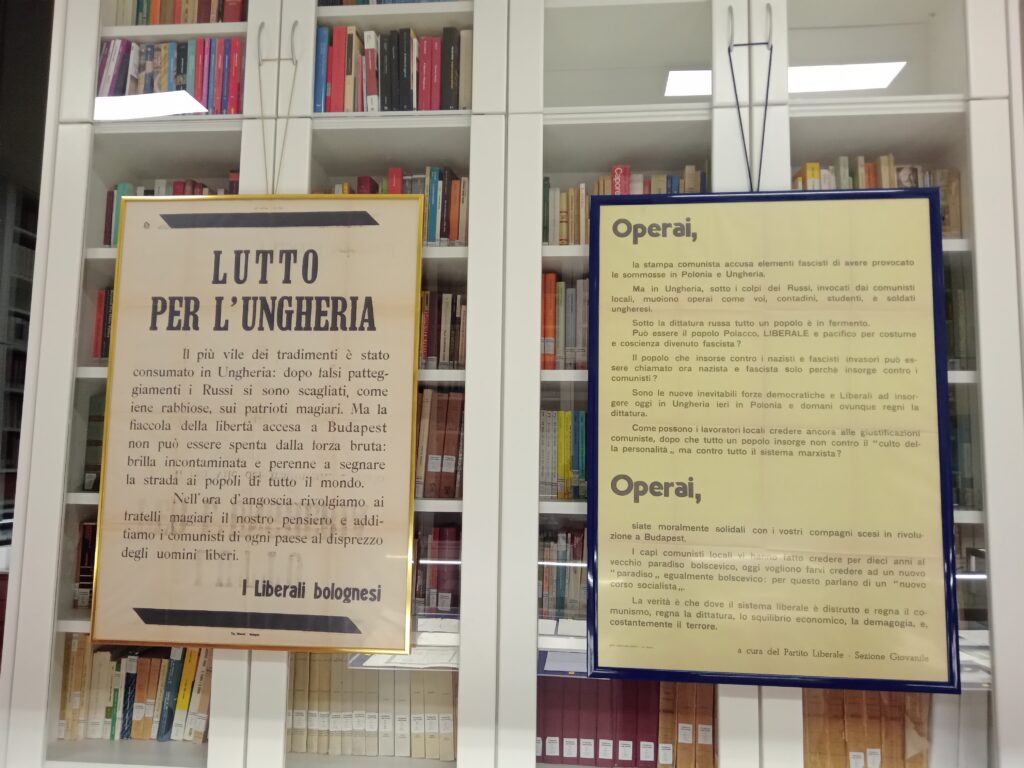 LUTTO
PER L'UNGHERIA
Il più vile dei tradimenti è stato
consumato in Ungheria: dopo falsi patteg-
giamenti i Russi si sono scagliati, come
iene rabbiose, sui patrioti magiari. Ma la
fiaccola della libertà accesa a Budapest
non può essere spenta dalla forza bruta:
brilla incontaminata e perenne a segnare
la strada ai popoli di tutto il mondo.
Nell'ora d'angoscia rivolgiamo ai
fratelli magiari il nostro pensiero e addi-
tiamo i comunisti di ogni paese al disprezzo
degli uomini liberi.
I Liberali bolognesi
Operai,
la stampa comunista accusa elementi fascisti di avere provocato
le sommosse in Polonia e Ungheria.
Ma in Ungheria, sotto i colpi dei Russi, invocati dai comunisti
locali, muoiono operai come voi, contadini, studenti, e soldati
ungheresi.
Sotto la dittatura russa tutto un popolo è in fermento.
Può essere il popolo Polacco, LIBERALE e pacifico per costume
e coscienza divenuto fascista?
Il popolo che insorse contro i nazisti e fascisti invasori può es-
sere chiamato ora nazista e fascista solo perchè insorge contro i
comunisti?
Sono le nuove inevitabili forze democratiche e Liberali ad insor-
gere oggi in Ungheria ieri in Polonia e domani ovunque regni la
dittatura.
Come possono i lavoratori locali credere ancora alle giustificazioni
comuniste, dopo che tutto un popolo insorge non contro il "culto del-
la personalità„ ma contro tutto il sistema marxista?
Operai,
siate moralmente solidali con i vostri compagni scesi in rivolu-
zione a Budapest.
I capi comunisti locali vi hanno fatto credere per dieci anni al
vecchio paradiso bolscevico, oggi vogliono farvi credere ad un nuovo
"paradiso„ egualmente bolscevico: per questo parlano di un "nuovo
corso socialista„.
La verità è che dove il sistema liberale è distrutto e regna il co-
munismo, regna la dittatura, lo squilibrio economico, la demagogia, e,
costantemente il terrore.
a cura del Partito Liberale - Sezione Giovanile